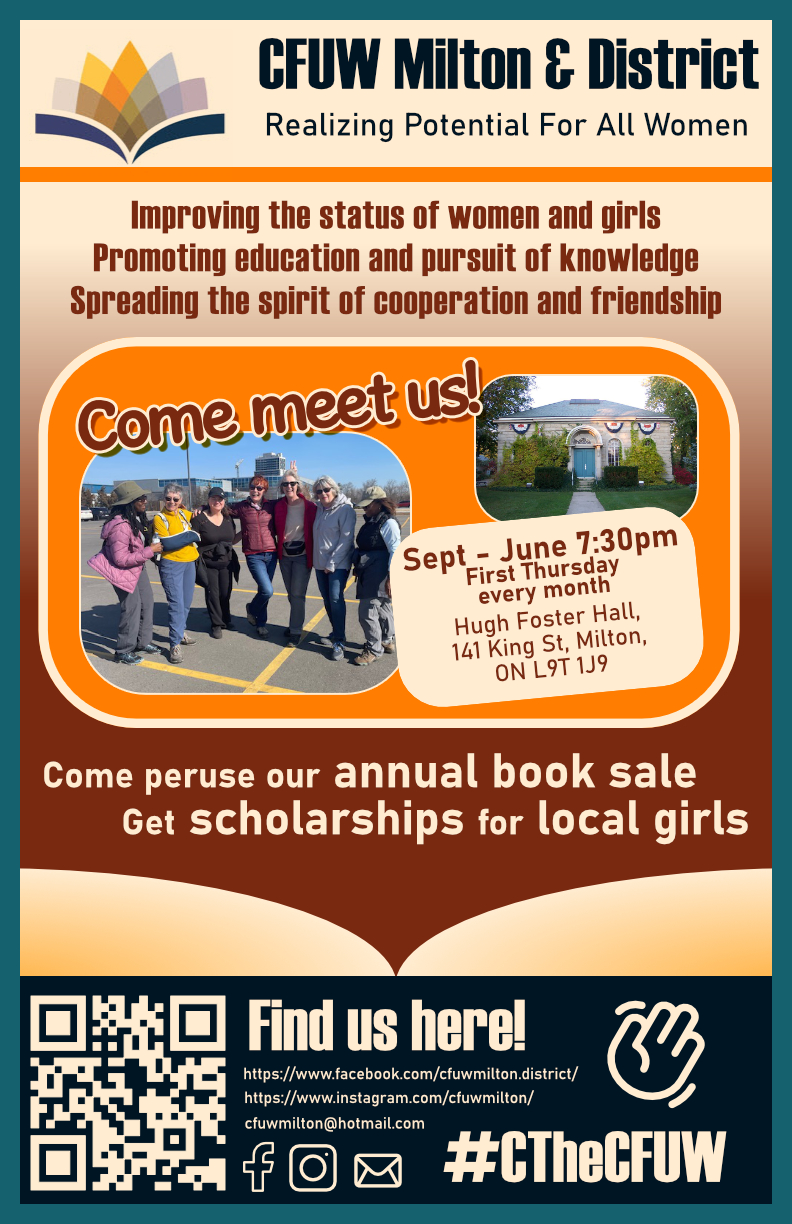 CFUW Milton & District
Realizing Potential For All Women
Improving the status of women and girls
Promoting education and pursuit of knowledge
Spreading the spirit of cooperation and friendship
Come meet us!
Sept - June 7:30pm
First Thursday
every month
Hugh Foster Hall,
141 King St, Milton,
ON L9T 1J9
Come peruse our annual book sale
Get scholarships for local girls
Find us here!
https://www.facebook.com/cfuwmilton.district/
https://www.instagram.com/cfuwmilton/
cfuwmilton@hotmail.com
#CTheCFUW